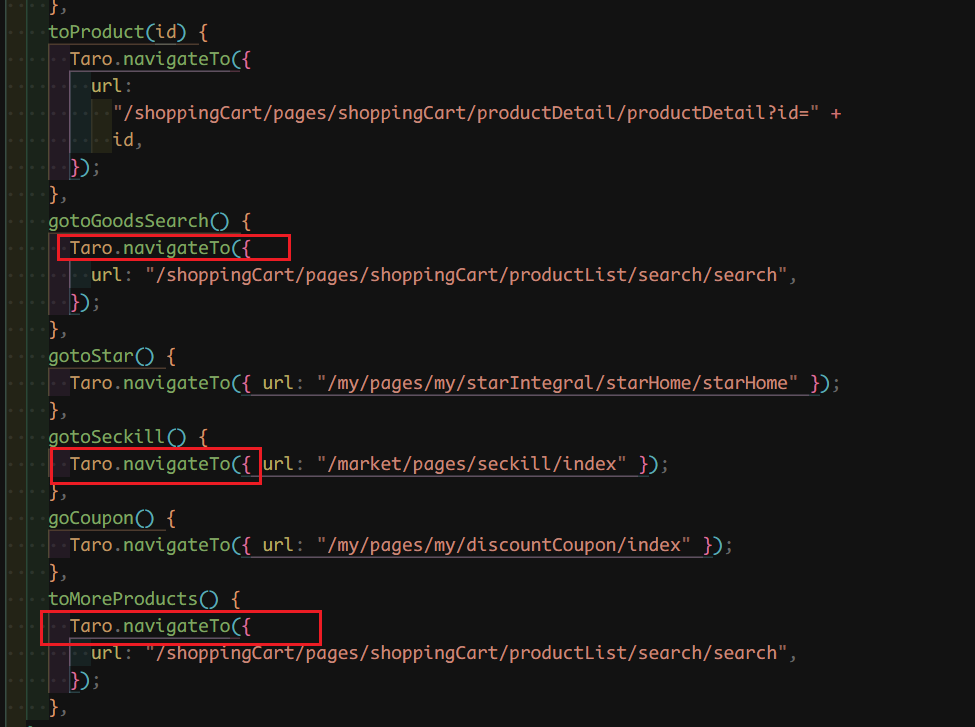 },
toProduct(id) {
Taro.navigateTo({
url:
"/shoppingCart/pages/shoppingCart/productDetail/productDetail?id=" +
id,
});
},
gotoGoodsSearch() {
Taro.navigateTo({
url: "/shoppingCart/pages/shoppingCart/productList/search/search",
});
},
gotoStar() {
Taro.navigateTo({ url: "/my/pages/my/starIntegral/starHome/starHome" });
},
gotoSeckill() {
Taro.navigateTo({ url: "/market/pages/seckill/index" });
},
goCoupon() {
Taro.navigateTo({ url: "/my/pages/my/discountCoupon/index" });
},
toMoreProducts() {
Taro.navigateTo({
url: "/shoppingCart/pages/shoppingCart/productList/search/search",
});
},